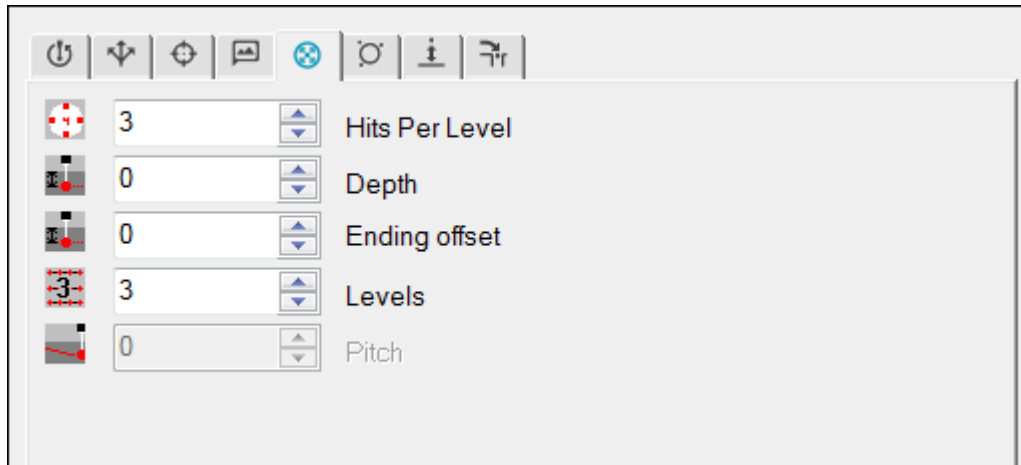 3 Hits Per Level
0 Depth
0 Ending offset
3 Levels
0 Pitch